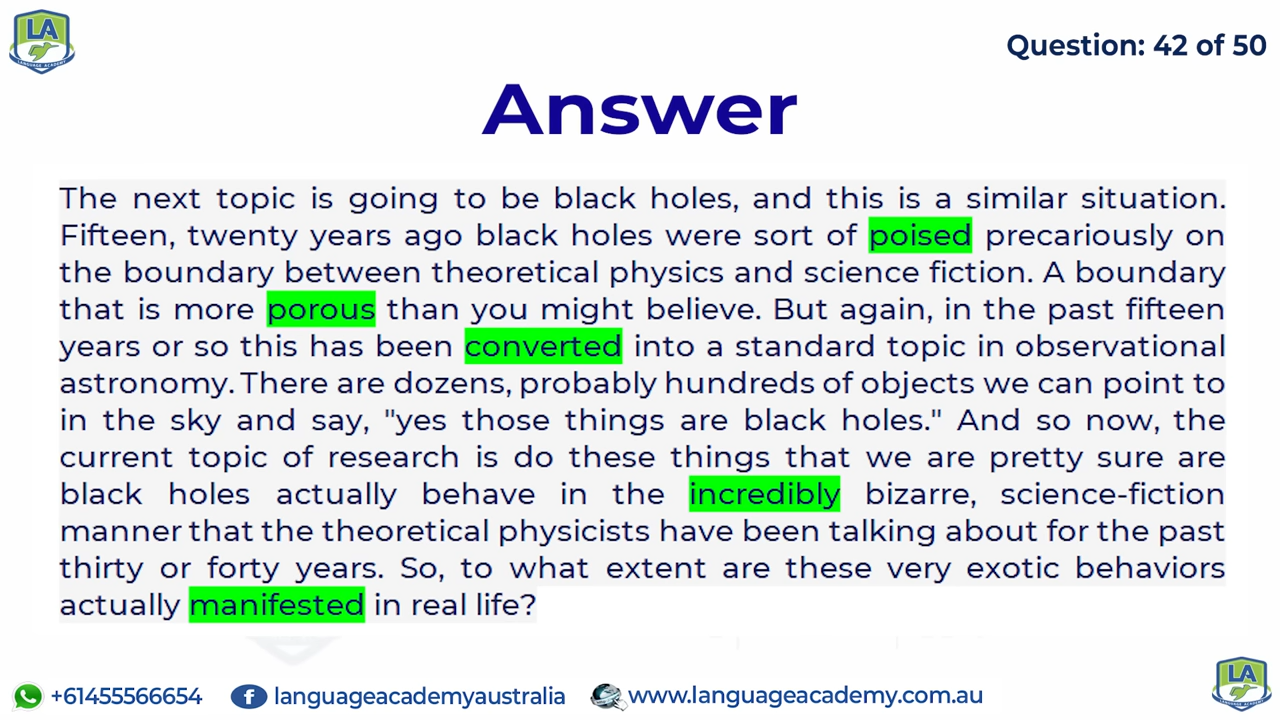 LA
LANGUAGE ACADEMY
Question: 42 of 50
Answer
The next topic is going to be black holes, and this is a similar situation.
Fifteen, twenty years ago black holes were sort of poised precariously on
the boundary between theoretical physics and science fiction. A boundary
that is more porous than you might believe. But again, in the past fifteen
years or so this has been converted into a standard topic in observational
astronomy. There are dozens, probably hundreds of objects we can point to
in the sky and say, "yes those things are black holes." And so now, the
current topic of research is do these things that we are pretty sure are
black holes actually behave in the incredibly bizarre, science-fiction
manner that the theoretical physicists have been talking about for the past
thirty or forty years. So, to what extent are these very exotic behaviors
actually manifested in real life?
+61455566654
languageacademyaustralia
www.languageacademy.com.au
LA
LANGUAGE ACADEMY